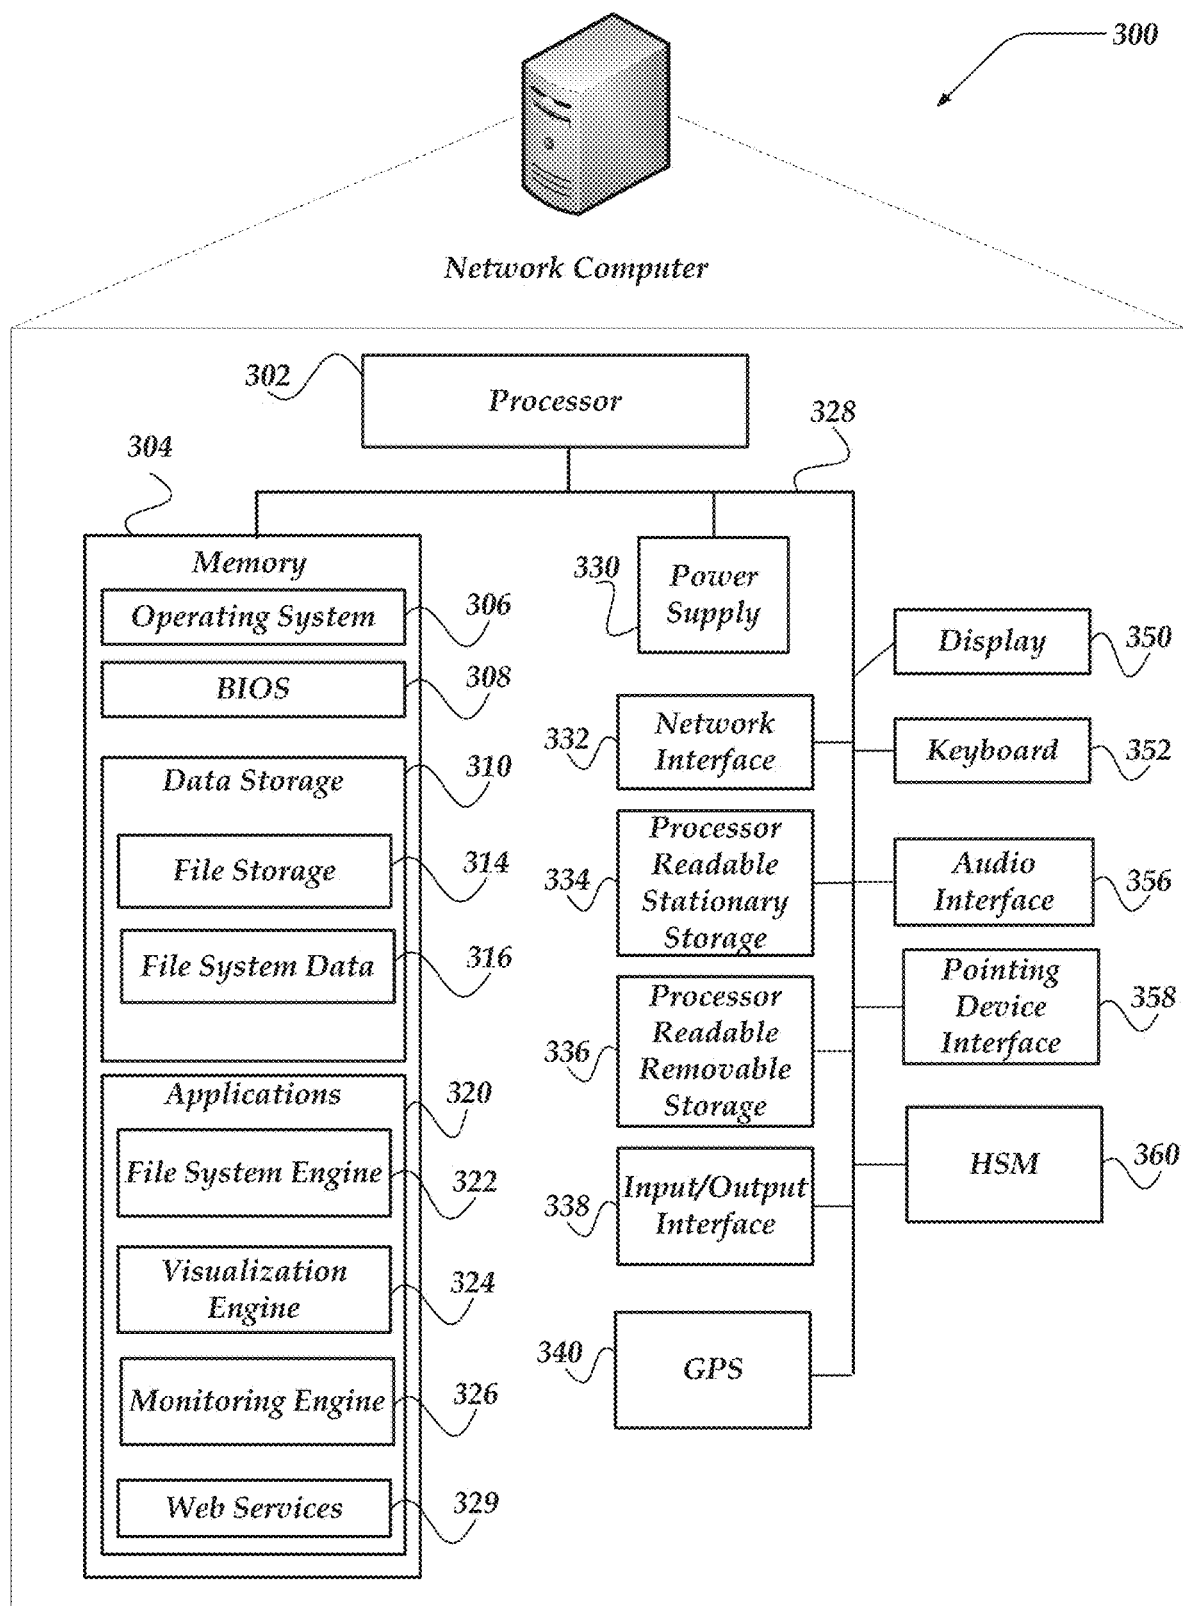 300
Network Computer
302
Processor
328
304
Memory
Operating System
306
BIOS
308
Data Storage
310
File Storage
314
File System Data
316
Applications
320
File System Engine
322
Visualization
Engine
324
Monitoring Engine
326
Web Services
329
330
Power
Supply
332
Network
Interface
334
Processor
Readable
Stationary
Storage
336
Processor
Readable
Removable
Storage
338
Input/Output
Interface
340
GPS
Display
350
Keyboard
352
Audio
Interface
356
Pointing
Device
Interface
358
HSM
360